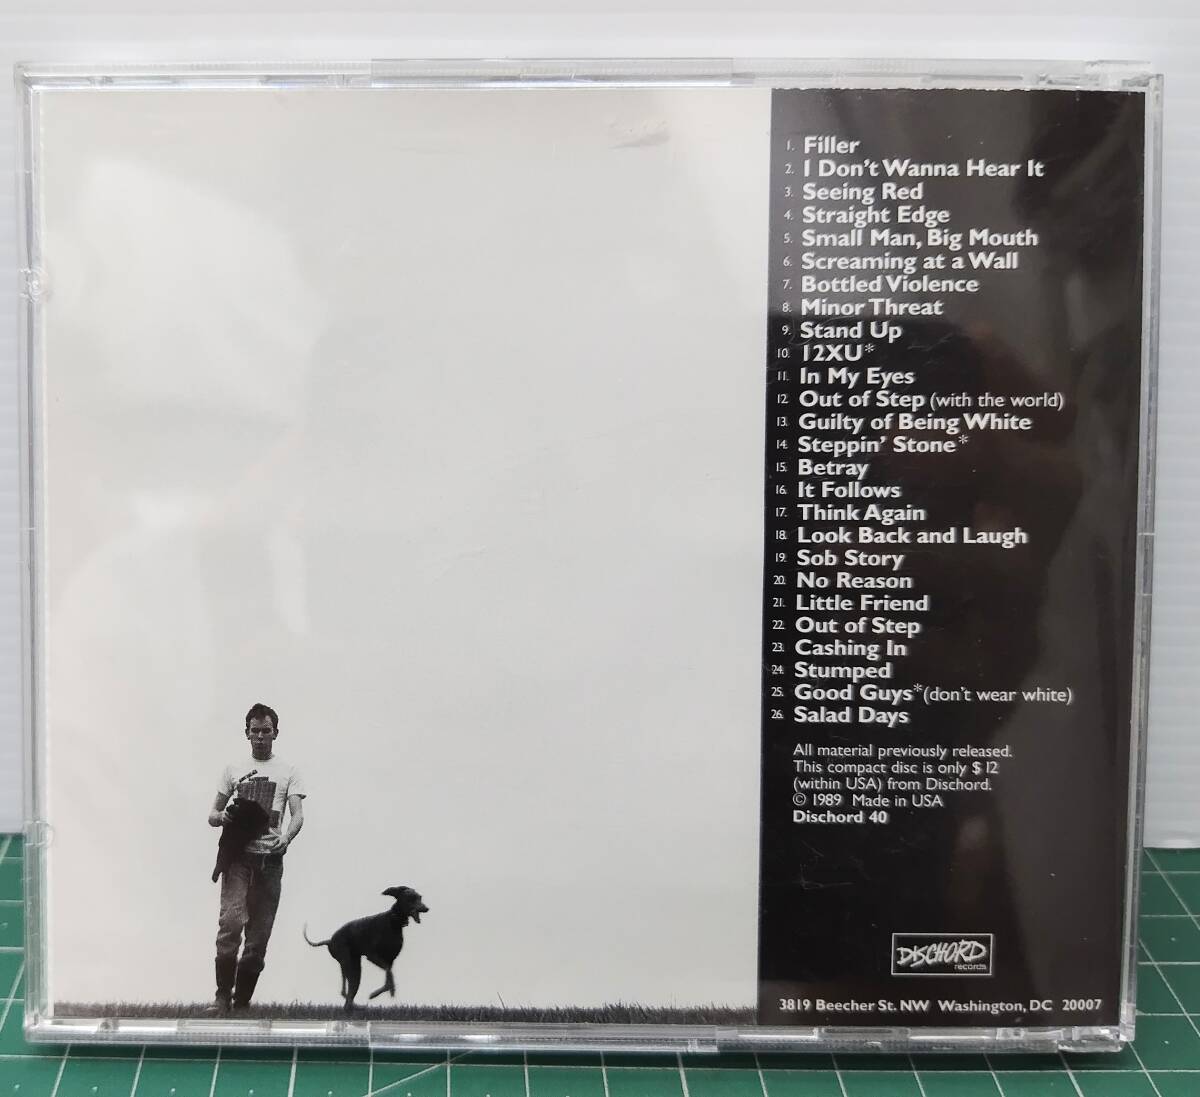 1. Filler
2. I Don't Wanna Hear It
3. Seeing Red
4. Straight Edge
5. Small Man, Big Mouth
6. Screaming at a Wall
7. Bottled Violence
8. Minor Threat
9. Stand Up
10. 12XU*
11. In My Eyes
12. Out of Step (with the world)
13. Guilty of Being White
14. Steppin' Stone*
15. Betray
16. It Follows
17. Think Again
18. Look Back and Laugh
19. Sob Story
20. No Reason
21. Little Friend
22. Out of Step
23. Cashing In
24. Stumped
25. Good Guys* (don't wear white)
26. Salad Days
All material previously released.
This compact disc is only $12
(within USA) from Dischord.
© 1989 Made in USA
Dischord 40
DISCHORD
records
3819 Beecher St. NW Washington, DC 20007